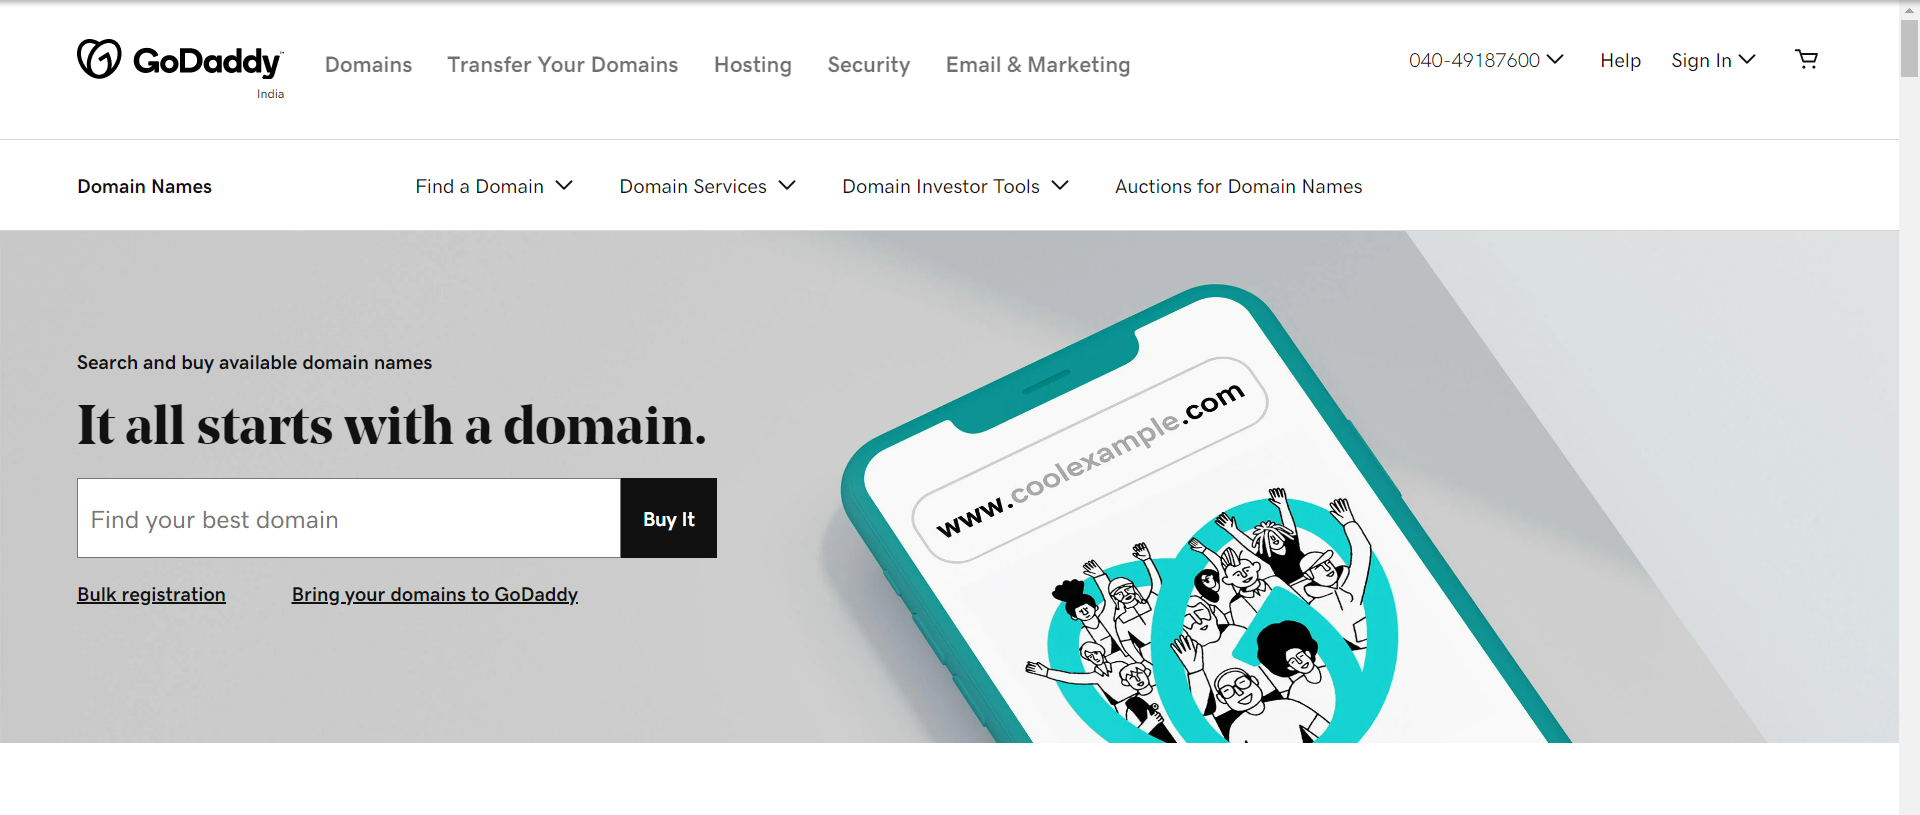 GoDaddy
India
Domains
Transfer Your Domains
Hosting
Security
Email & Marketing
040-49187600
Help
Sign In
Domain Names
Find a Domain
Domain Services
Domain Investor Tools
Auctions for Domain Names
Search and buy available domain names
It all starts with a domain.
Find your best domain
Buy It
Bulk registration
Bring your domains to GoDaddy
www.coolexample.com